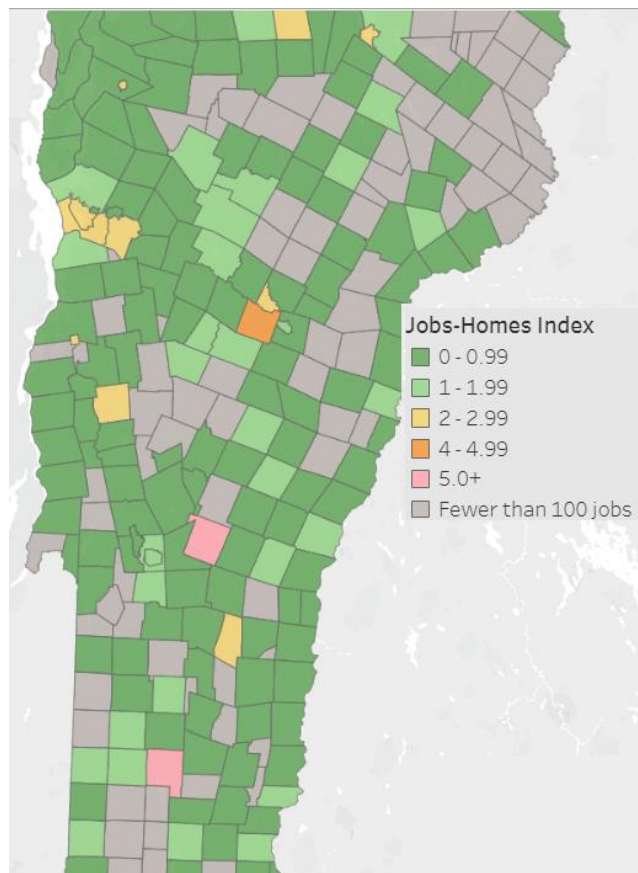 Jobs-Homes Index
0 - 0.99
1 - 1.99
2 - 2.99
4 - 4.99
5.0+
Fewer than 100 jobs